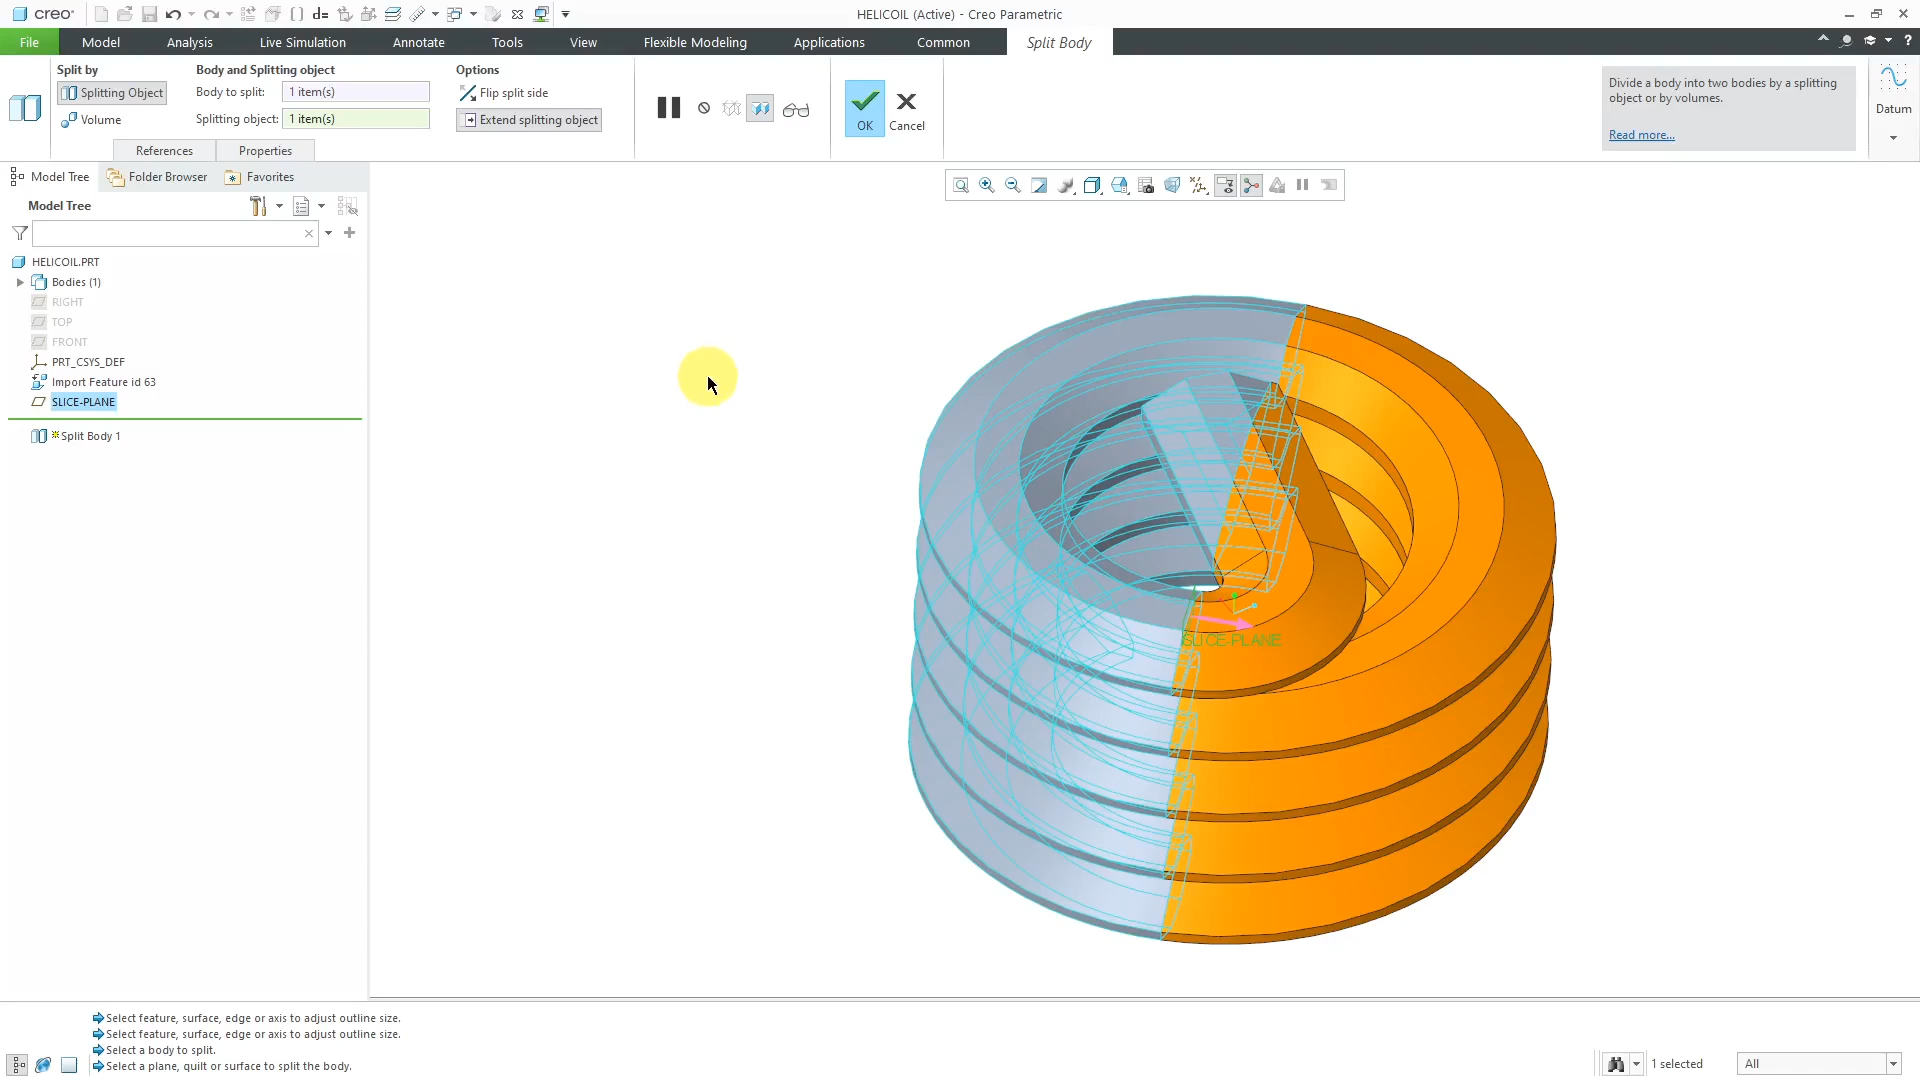 creo
HELICOIL (Active) - Creo Parametric
File
Model
Analysis
Live Simulation
Annotate
Tools
View
Flexible Modeling
Applications
Common
Split Body
Split by
Splitting Object
Volume
Body and Splitting object
Body to split: 1 item(s)
Splitting object: 1 item(s)
Options
Flip split side
Extend splitting object
OK
Cancel
Divide a body into two bodies by a splitting
object or by volumes.
Read more...
Datum
References
Properties
Model Tree
Folder Browser
Favorites
Model Tree
HELICOIL.PRT
Bodies (1)
RIGHT
TOP
FRONT
PRT_CSYS_DEF
Import Feature id 63
SLICE-PLANE
Split Body 1
SLICE-PLANE
Select feature, surface, edge or axis to adjust outline size.
Select feature, surface, edge or axis to adjust outline size.
Select a body to split.
Select a plane, quilt or surface to split the body.
1 selected
All